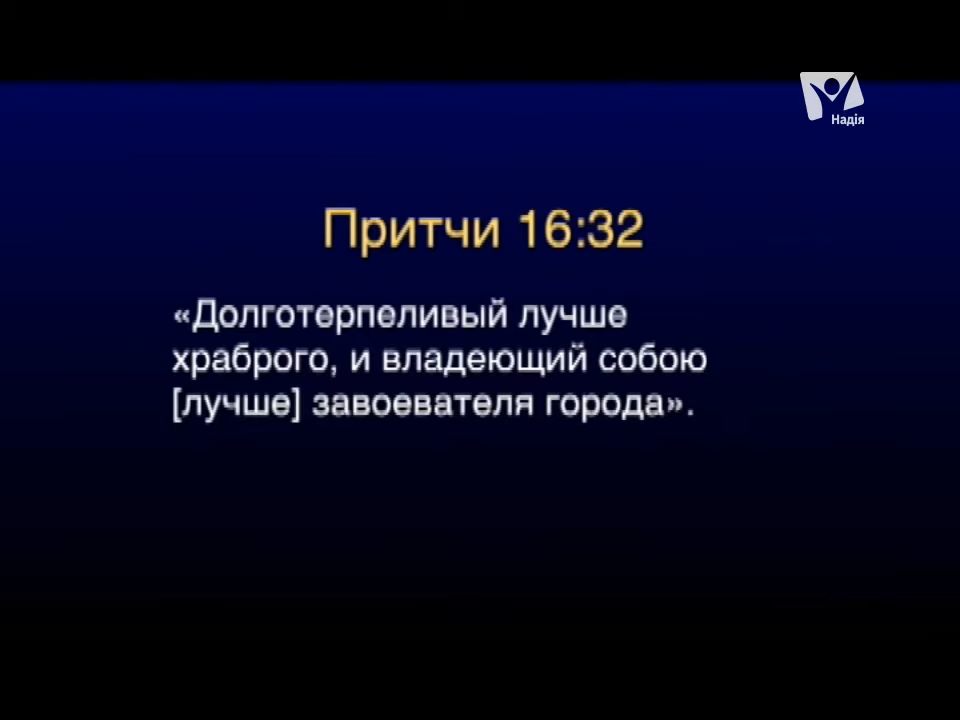 Надія
Притчи 16:32
«Долготерпеливый лучше
храброго, и владеющий собою
[лучше] завоевателя города».